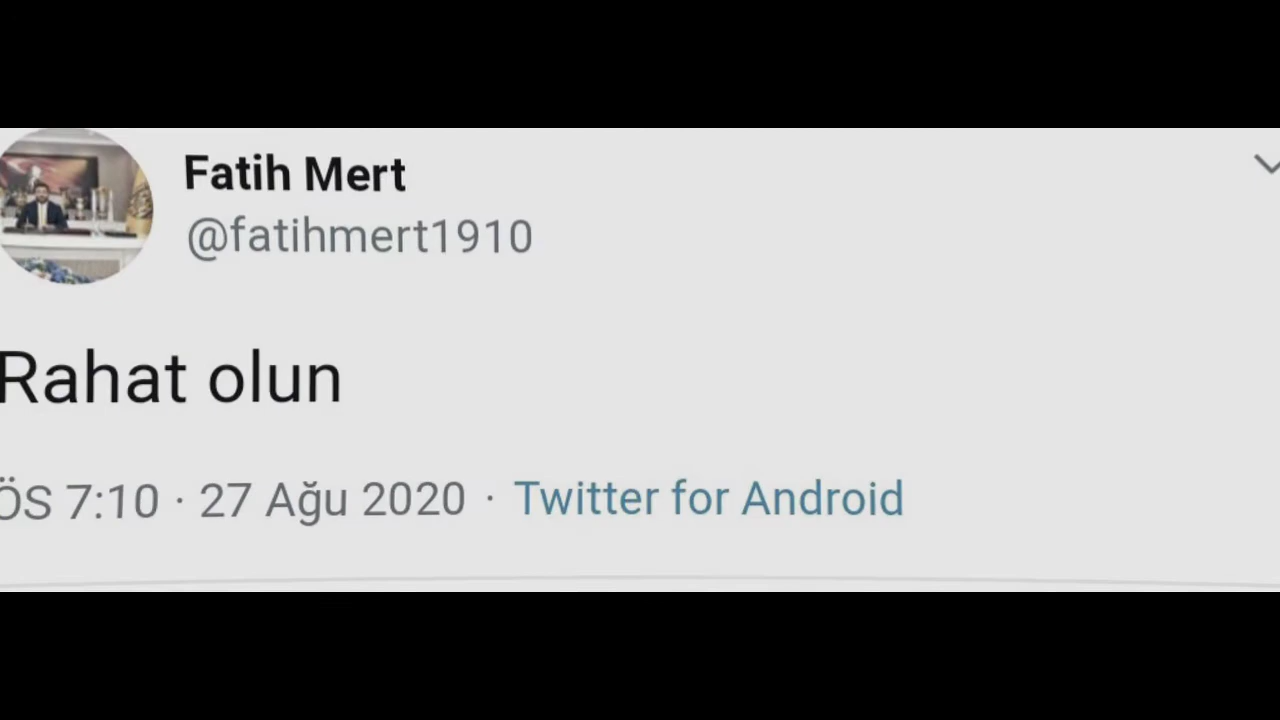 Fatih Mert
@fatihmert1910
Rahat olun
ÖS 7:10 · 27 Ağu 2020 · Twitter for Android